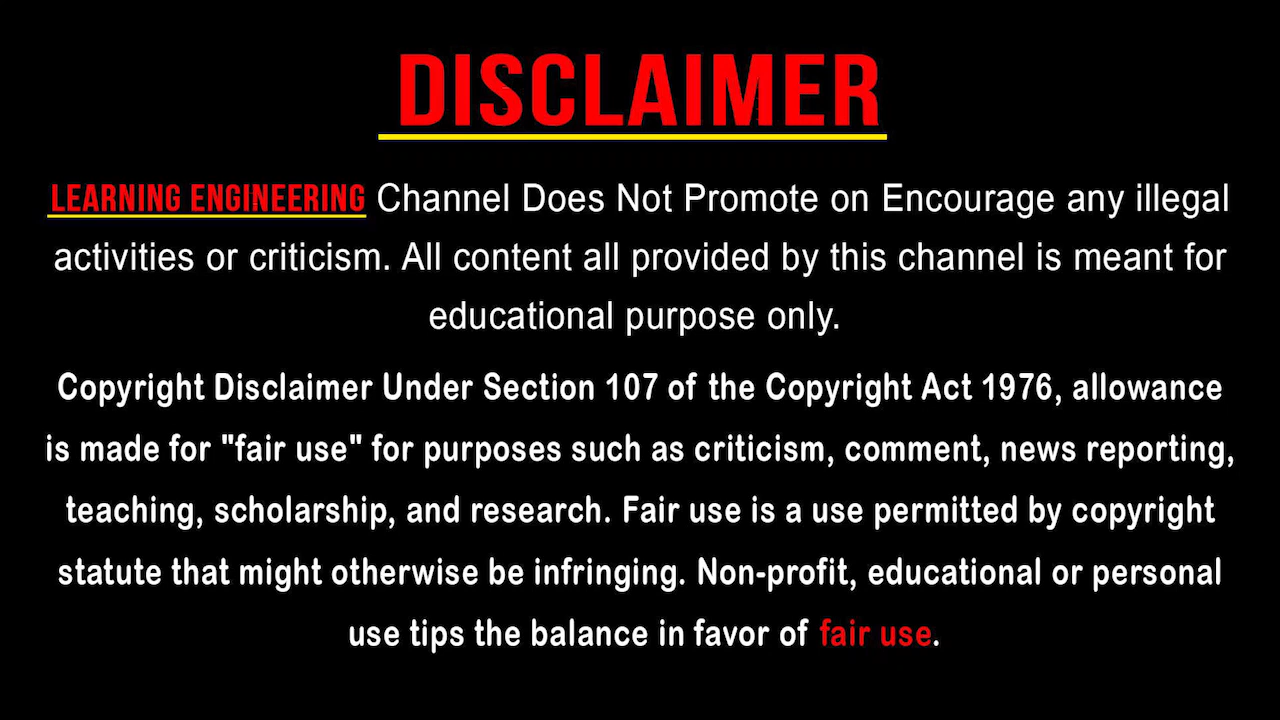 DISCLAIMER
LEARNING ENGINEERING Channel Does Not Promote on Encourage any illegal
activities or criticism. All content all provided by this channel is meant for
educational purpose only.
Copyright Disclaimer Under Section 107 of the Copyright Act 1976, allowance
is made for "fair use" for purposes such as criticism, comment, news reporting,
teaching, scholarship, and research. Fair use is a use permitted by copyright
statute that might otherwise be infringing. Non-profit, educational or personal
use tips the balance in favor of fair use.